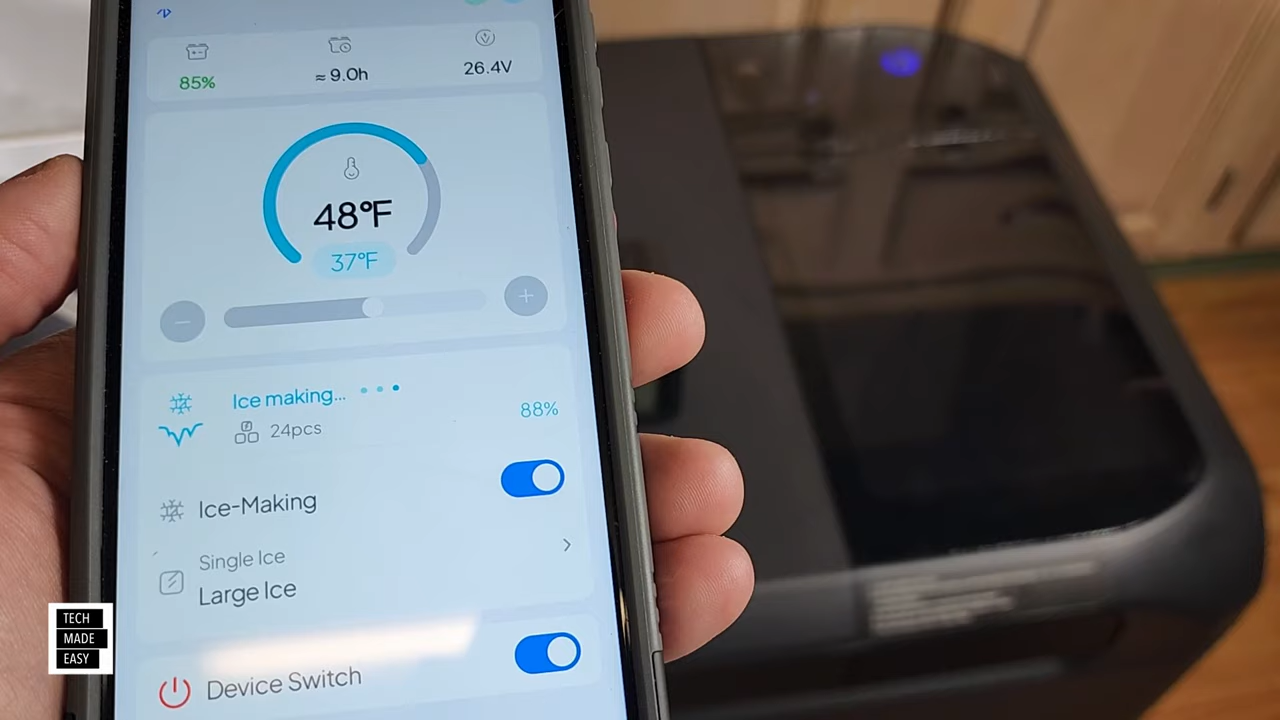 85%
≈ 9.0h
26.4V
48°F
37°F
Ice making...
88%
24pcs
Ice-Making
Single Ice
Large Ice
Device Switch
TECH
MADE
EASY